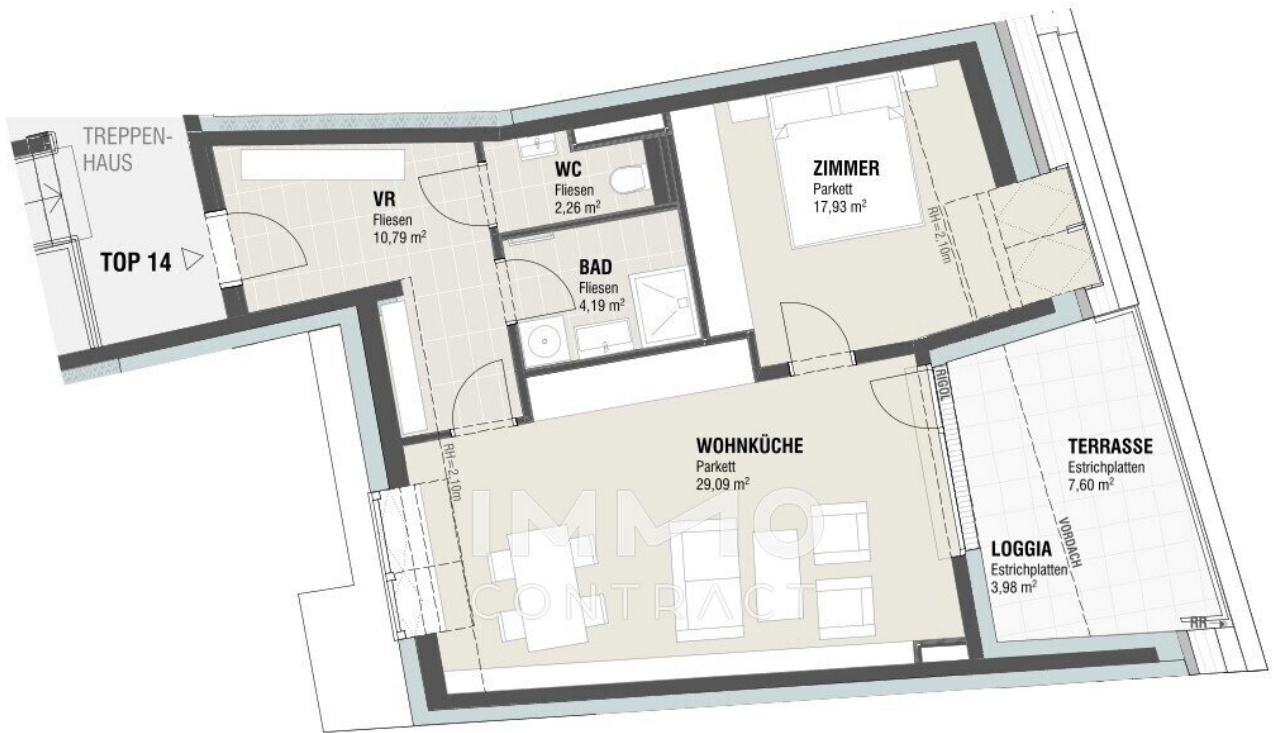 TREPPEN-
HAUS
TOP 14
VR
Fliesen
10,79 m²
WC
Fliesen
2,26 m²
BAD
Fliesen
4,19 m²
ZIMMER
Parkett
17,93 m²
RH=2,10m
RH=2,10m
WOHNKÜCHE
Parkett
29,09 m²
RIGOL
TERRASSE
Estrichplatten
7,60 m²
VORDACH
LOGGIA
Estrichplatten
3,98 m²
RR
IMMO
CONTRACT